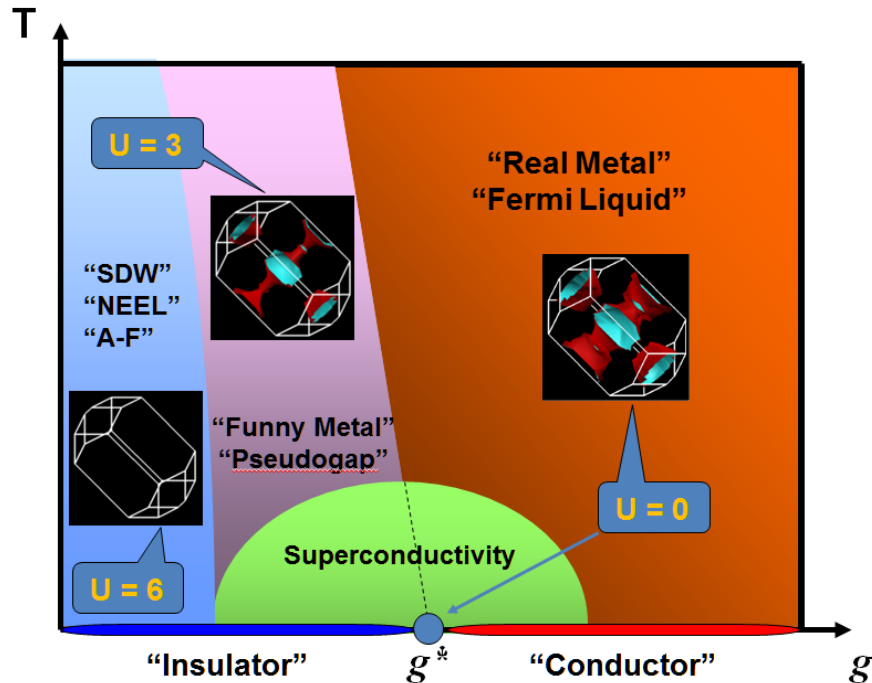 T
U = 3
“Real Metal”
“Fermi Liquid”
“SDW”
“NEEL”
“A-F”
“Funny Metal”
“Pseudogap”
U = 0
Superconductivity
U = 6
“Insulator”
g*
“Conductor”
g